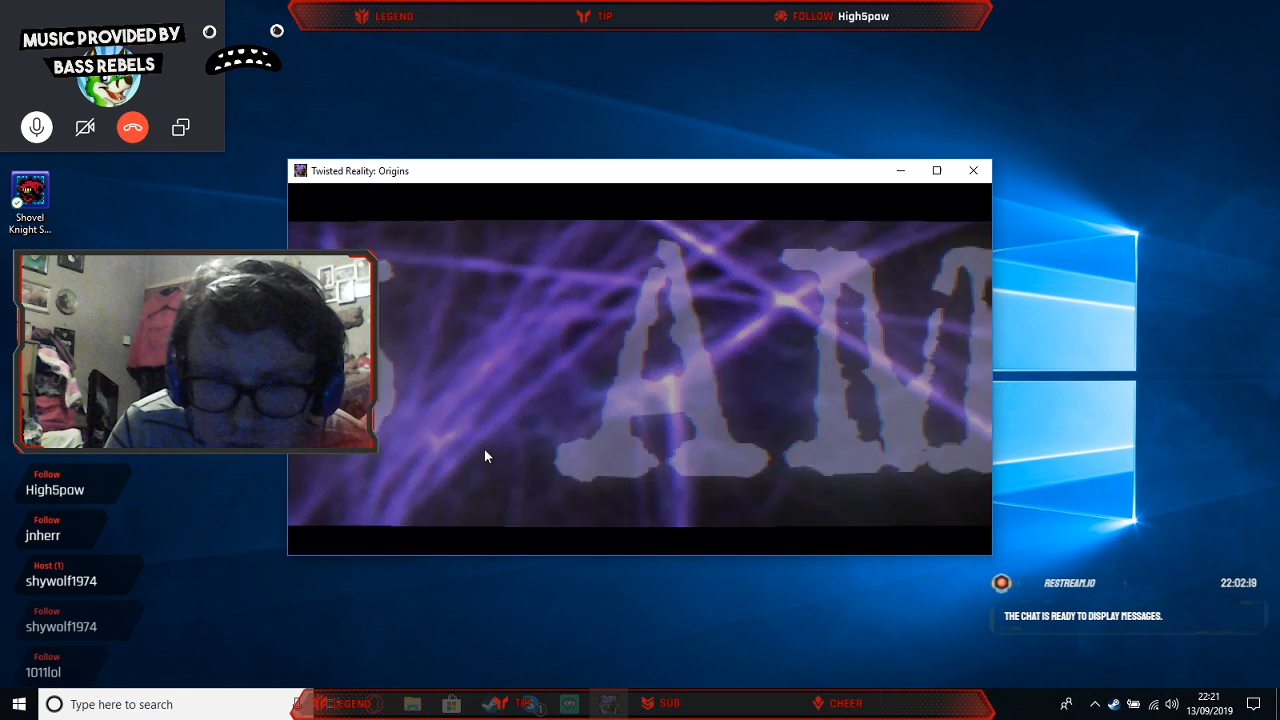 LEGEND
TIP
FOLLOW High5paw
MUSIC PROVIDED BY
BASS REBELS
Shovel
Knight S...
Twisted Reality: Origins
AN
Follow
High5paw
Follow
jnherr
Host (1)
shywolf1974
Follow
shywolf1974
Follow
1011lol
RESTREAM.IO
22:02:19
THE CHAT IS READY TO DISPLAY MESSAGES.
Type here to search
LEGEND
TIP
SUB
CHEER
22:21
13/09/2019